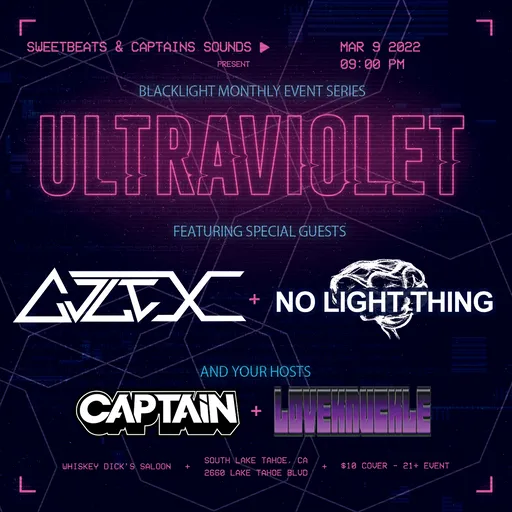 SWEETBEATS & CAPTAINS SOUNDS
PRESENT
MAR 9 2022
09:00 PM
BLACKLIGHT MONTHLY EVENT SERIES
ULTRAVIOLET
FEATURING SPECIAL GUESTS
+ NO LIGHT THING
AND YOUR HOSTS
CAPTAIN + LOVEKNUCKLE
WHISKEY DICK'S SALOON + SOUTH LAKE TAHOE, CA
2660 LAKE TAHOE BLVD + $10 COVER - 21+ EVENT